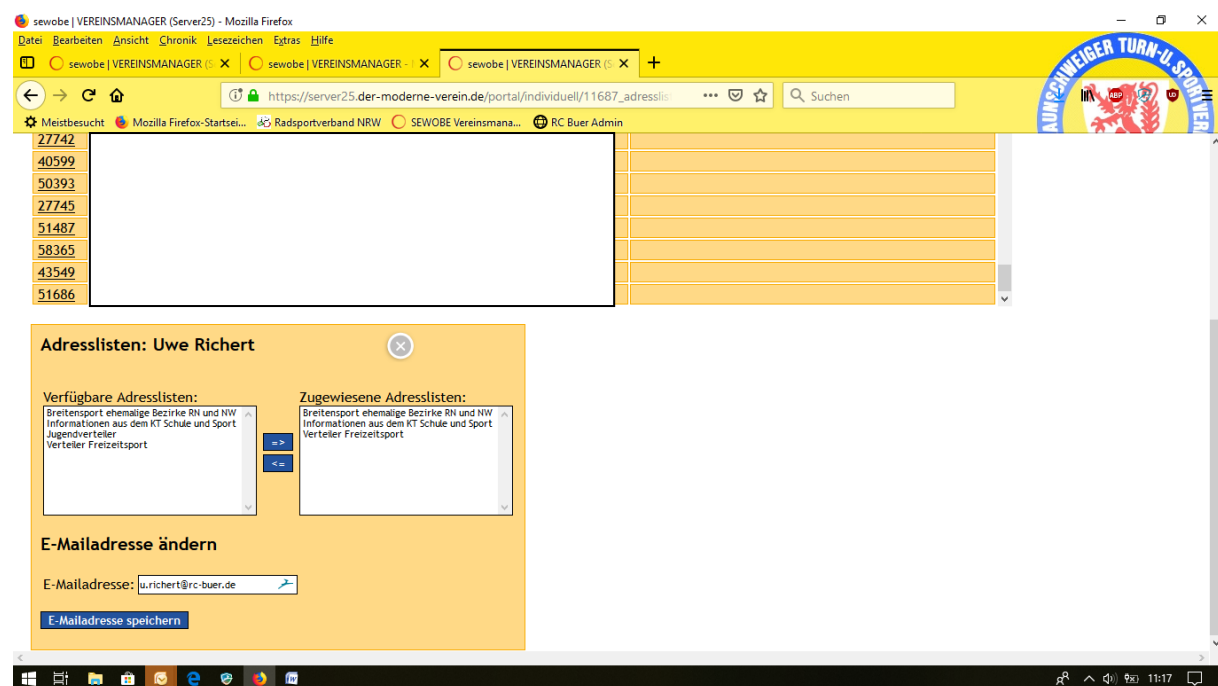 sewobe | VEREINSMANAGER (Server25) - Mozilla Firefox
Datei Bearbeiten Ansicht Chronik Lesezeichen Extras Hilfe
sewobe | VEREINSMANAGER (S sewobe | VEREINSMANAGER - sewobe | VEREINSMANAGER (S
https://server25.der-moderne-verein.de/portal/individuell/11687_adresslis Suchen
Meistbesucht Mozilla Firefox-Startsei... Radsportverband NRW SEWOBE Vereinsmana... RC Buer Admin
27742
40599
50393
27745
51487
58365
43549
51686
Adresslisten: Uwe Richert
Verfügbare Adresslisten: Zugewiesene Adresslisten:
Breitensport ehemalige Bezirke RN und NW Breitensport ehemalige Bezirke RN und NW
Informationen aus dem KT Schule und Sport Informationen aus dem KT Schule und Sport
Jugendverteiler Verteiler Freizeitsport
Verteiler Freizeitsport
=>
<=
E-Mailadresse ändern
E-Mailadresse: u.richert@rc-buer.de
E-Mailadresse speichern
11:17